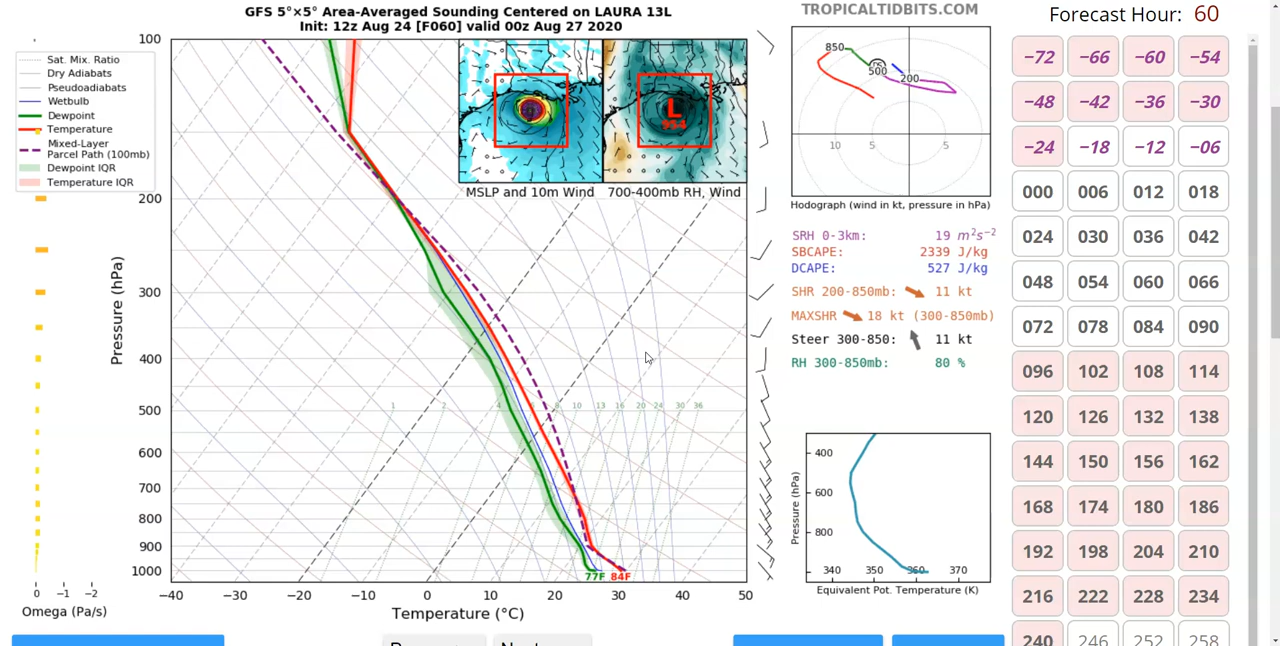 GFS 5°×5° Area-Averaged Sounding Centered on LAURA 13L
Init: 12z Aug 24 [F060] valid 00z Aug 27 2020
TROPICALTIDBITS.COM
Forecast Hour: 60
Sat. Mix. Ratio
Dry Adiabats
Pseudoadiabats
Wetbulb
Dewpoint
Temperature
Mixed-Layer
Parcel Path (100mb)
Dewpoint IQR
Temperature IQR
100
200
300
400
500
600
700
800
900
1000
Pressure (hPa)
1 2 4 8 10 13 16 20 24 30 36
77F 84F
−40 −30 −20 −10 0 10 20 30 40 50
Temperature (°C)
0 −1 −2
Omega (Pa/s)
L
MSLP and 10m Wind
700-400mb RH, Wind
850
500
200
10 5 5
Hodograph (wind in kt, pressure in hPa)
SRH 0-3km: 19 m²s⁻²
SBCAPE: 2339 J/kg
DCAPE: 527 J/kg
SHR 200-850mb: 11 kt
MAXSHR 18 kt (300-850mb)
Steer 300-850: 11 kt
RH 300-850mb: 80 %
400
600
800
Pressure (hPa)
340 350 360 370
Equivalent Pot. Temperature (K)
−72 −66 −60 −54
−48 −42 −36 −30
−24 −18 −12 −06
000 006 012 018
024 030 036 042
048 054 060 066
072 078 084 090
096 102 108 114
120 126 132 138
144 150 156 162
168 174 180 186
192 198 204 210
216 222 228 234
240 246 252 258